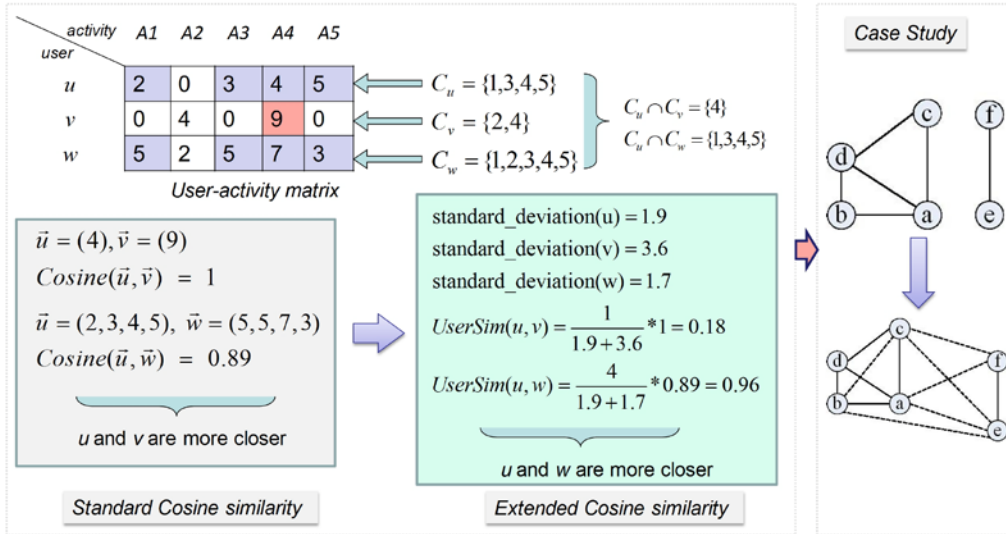 activity A1 A2 A3 A4 A5
user
u 2 0 3 4 5
v 0 4 0 9 0
w 5 2 5 7 3
User-activity matrix
C_u = {1,3,4,5}
C_v = {2,4}
C_w = {1,2,3,4,5}
C_u ∩ C_v = {4}
C_u ∩ C_w = {1,3,4,5}
u⃗ = (4), v⃗ = (9)
Cosine(u⃗, v⃗) = 1
u⃗ = (2,3,4,5), w⃗ = (5,5,7,3)
Cosine(u⃗, w⃗) = 0.89
u and v are more closer
Standard Cosine similarity
standard_deviation(u) = 1.9
standard_deviation(v) = 3.6
standard_deviation(w) = 1.7
UserSim(u, v) = 1 / (1.9 + 3.6) * 1 = 0.18
UserSim(u, w) = 4 / (1.9 + 1.7) * 0.89 = 0.96
u and w are more closer
Extended Cosine similarity
Case Study
c
f
d
b
a
e
c
d
f
b
a
e